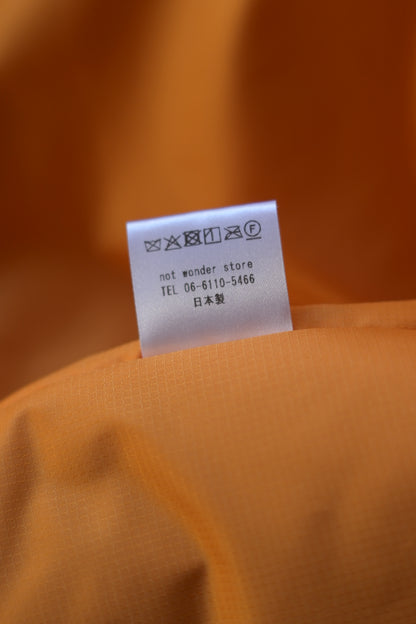 F
not wonder store
TEL 06-6110-5466
日本製